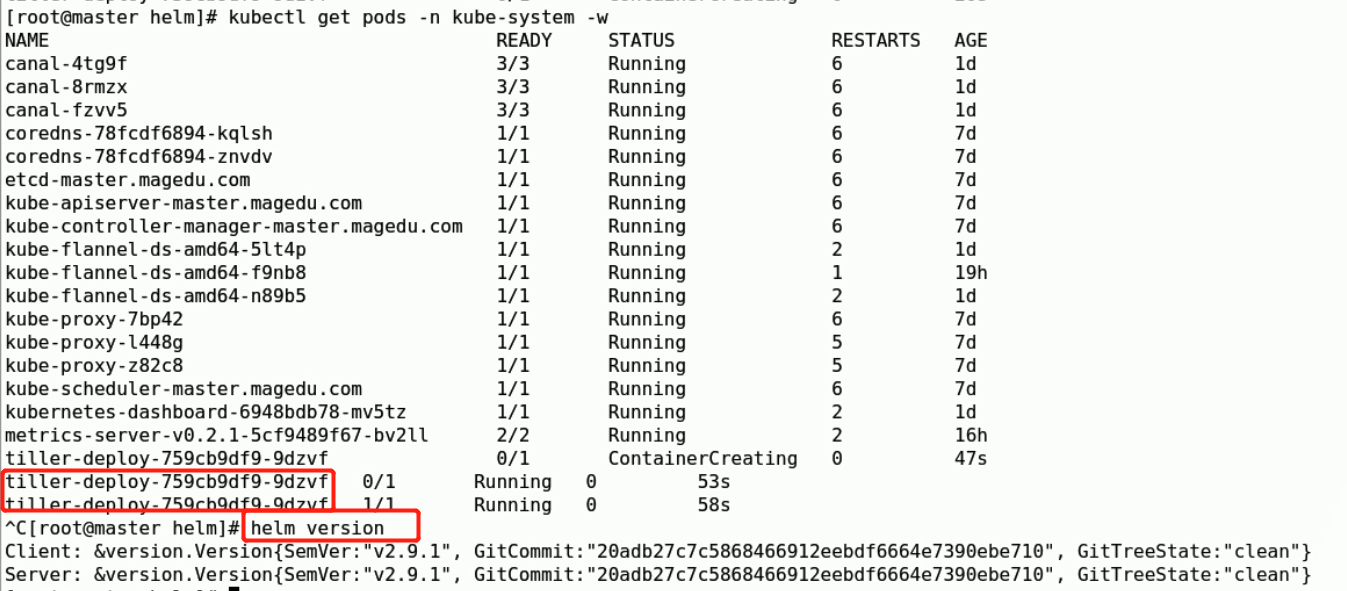 [root@master helm]# kubectl get pods -n kube-system -w
NAME READY STATUS RESTARTS AGE
canal-4tg9f 3/3 Running 6 1d
canal-8rmzx 3/3 Running 6 1d
canal-fzvv5 3/3 Running 6 1d
coredns-78fcdf6894-kqlsh 1/1 Running 6 7d
coredns-78fcdf6894-znvdv 1/1 Running 6 7d
etcd-master.magedu.com 1/1 Running 6 7d
kube-apiserver-master.magedu.com 1/1 Running 6 7d
kube-controller-manager-master.magedu.com 1/1 Running 6 7d
kube-flannel-ds-amd64-5lt4p 1/1 Running 2 1d
kube-flannel-ds-amd64-f9nb8 1/1 Running 1 19h
kube-flannel-ds-amd64-n89b5 1/1 Running 2 1d
kube-proxy-7bp42 1/1 Running 6 7d
kube-proxy-l448g 1/1 Running 5 7d
kube-proxy-z82c8 1/1 Running 5 7d
kube-scheduler-master.magedu.com 1/1 Running 6 7d
kubernetes-dashboard-6948bdb78-mv5tz 1/1 Running 2 1d
metrics-server-v0.2.1-5cf9489f67-bv2ll 2/2 Running 2 16h
tiller-deploy-759cb9df9-9dzvf 0/1 ContainerCreating 0 47s
tiller-deploy-759cb9df9-9dzvf 0/1 Running 0 53s
tiller-deploy-759cb9df9-9dzvf 1/1 Running 0 58s
^C[root@master helm]# helm version
Client: &version.Version{SemVer:"v2.9.1", GitCommit:"20adb27c7c5868466912eebdf6664e7390ebe710", GitTreeState:"clean"}
Server: &version.Version{SemVer:"v2.9.1", GitCommit:"20adb27c7c5868466912eebdf6664e7390ebe710", GitTreeState:"clean"}